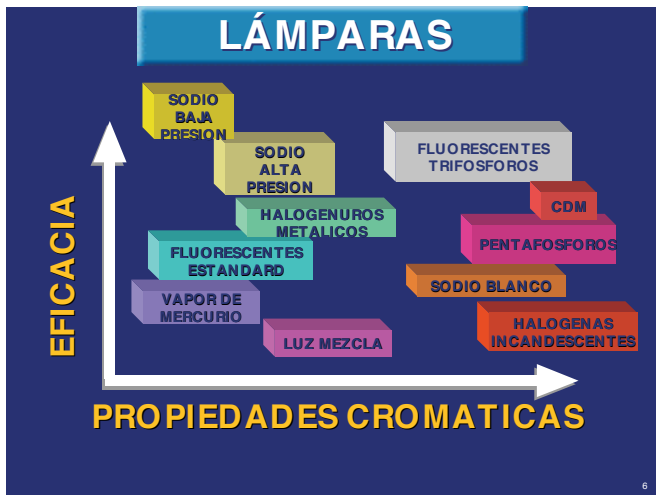 LÁMPARAS
SODIO
BAJA
PRESION
SODIO
ALTA
PRESION
FLUORESCENTES
TRIFOSFOROS
CDM
HALOGENUROS
METALICOS
PENTAFOSFOROS
FLUORESCENTES
ESTANDARD
SODIO BLANCO
VAPOR DE
MERCURIO
HALOGENAS
INCANDESCENTES
LUZ MEZCLA
EFICACIA
PROPIEDADES CROMATICAS
6